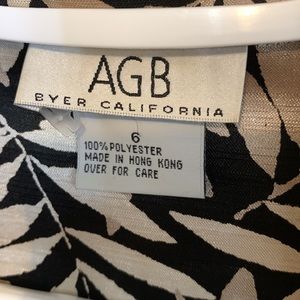 AGB
BYER CALIFORNIA
6
100% POLYESTER
MADE IN HONG KONG
OVER FOR CARE